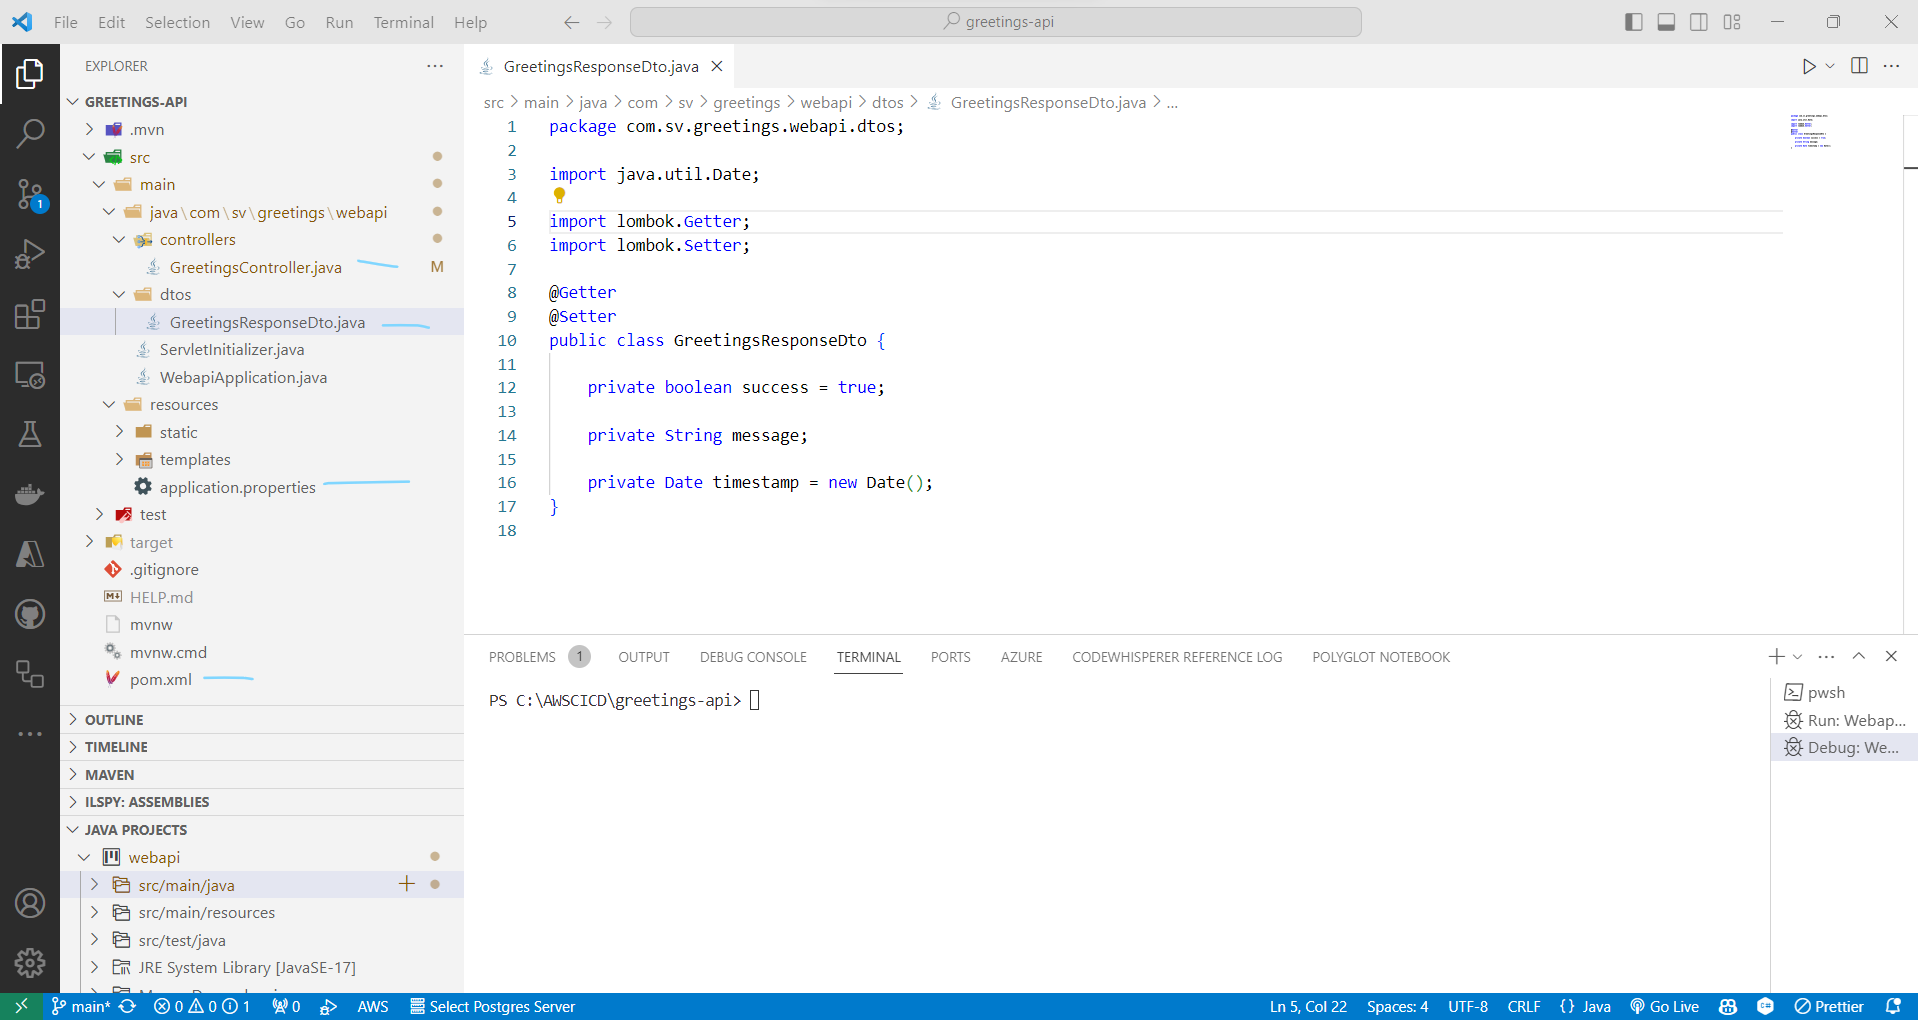 File Edit Selection View Go Run Terminal Help
greetings-api
EXPLORER
GREETINGS-API
.mvn
src
main
java\com\sv\greetings\webapi
controllers
GreetingsController.java M
dtos
GreetingsResponseDto.java
ServletInitializer.java
WebapiApplication.java
resources
static
templates
application.properties
test
target
.gitignore
HELP.md
mvnw
mvnw.cmd
pom.xml
OUTLINE
TIMELINE
MAVEN
ILSPY: ASSEMBLIES
JAVA PROJECTS
webapi
src/main/java
src/main/resources
src/test/java
JRE System Library [JavaSE-17]
1
GreetingsResponseDto.java
src > main > java > com > sv > greetings > webapi > dtos > GreetingsResponseDto.java > ...
1 package com.sv.greetings.webapi.dtos;
2
3 import java.util.Date;
4
5 import lombok.Getter;
6 import lombok.Setter;
7
8 @Getter
9 @Setter
10 public class GreetingsResponseDto {
11
12 private boolean success = true;
13
14 private String message;
15
16 private Date timestamp = new Date();
17 }
18
PROBLEMS 1 OUTPUT DEBUG CONSOLE TERMINAL PORTS AZURE CODEWHISPERER REFERENCE LOG POLYGLOT NOTEBOOK
PS C:\AWSCICD\greetings-api>
pwsh
Run: Webap...
Debug: We...
main* 0 0 1 0 AWS Select Postgres Server Ln 5, Col 22 Spaces: 4 UTF-8 CRLF {} Java Go Live Prettier